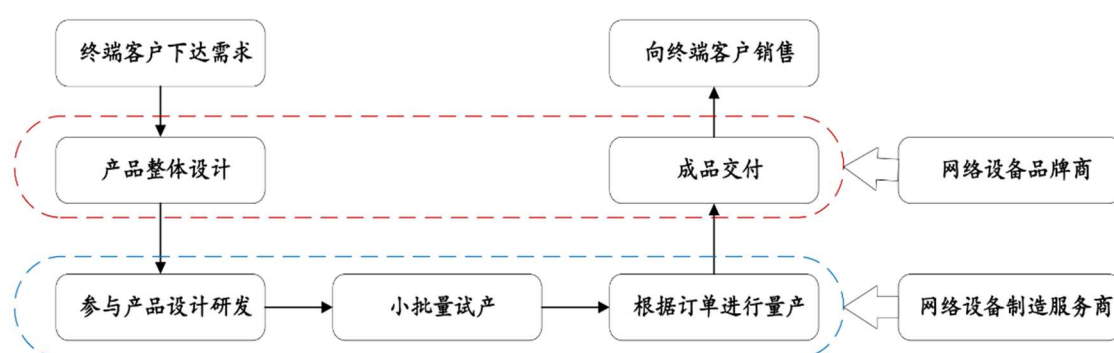 终端客户下达需求
向终端客户销售
产品整体设计
成品交付
网络设备品牌商
参与产品设计研发
小批量试产
根据订单进行量产
网络设备制造服务商